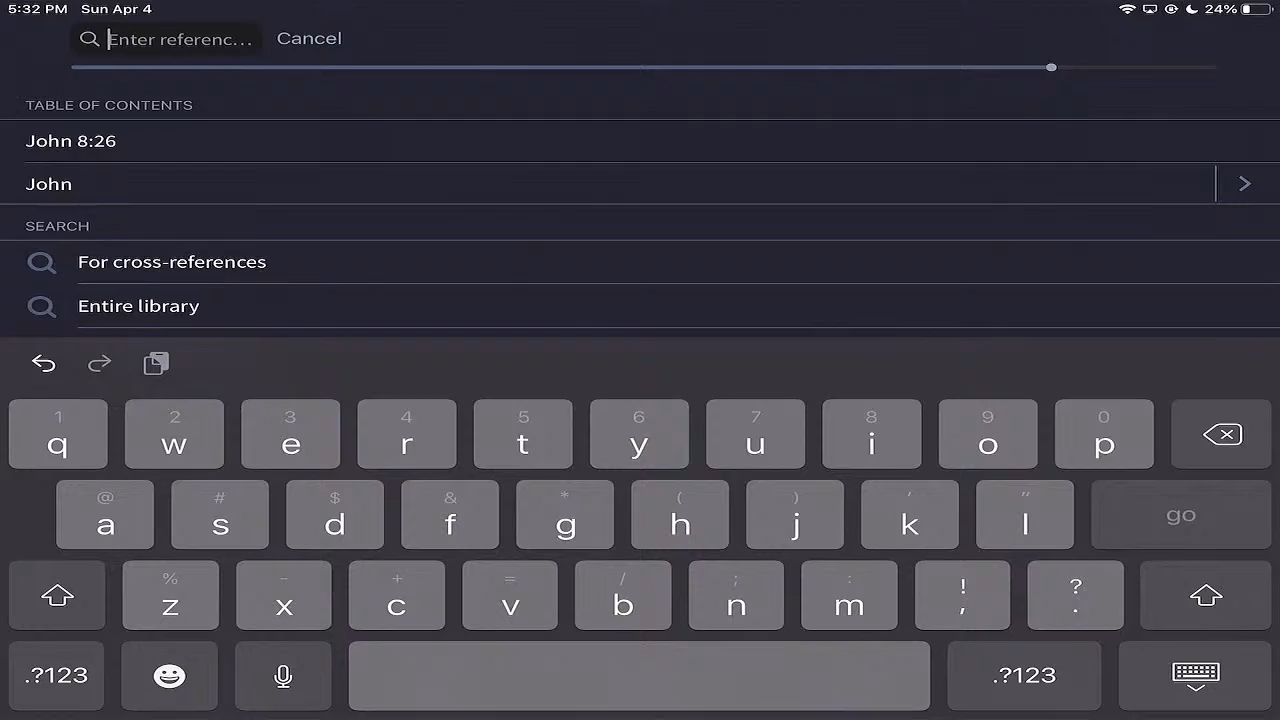 5:32 PM Sun Apr 4 24%
Enter referenc... Cancel
TABLE OF CONTENTS
John 8:26
John
SEARCH
For cross-references
Entire library
1 2 3 4 5 6 7 8 9 0
q w e r t y u i o p
@ # $ & * ( ) ' "
a s d f g h j k l go
% - + = / ; : ! ?
z x c v b n m , .
.?123 .?123